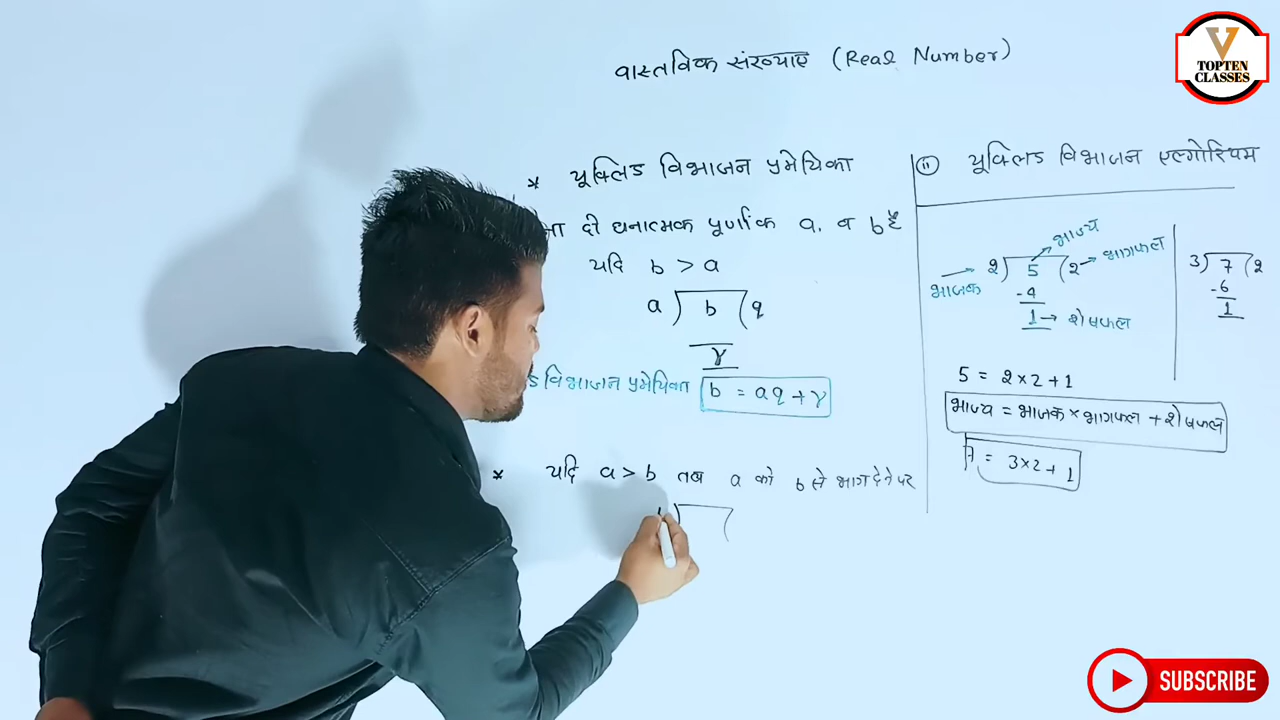 वास्तविक संख्याए (Real Number)
V
TOPTEN
CLASSES
* यूक्लिड विभाजन प्रमेयिका
दो धनात्मक पूर्णांक a, व b है
यदि b > a
a) b (q
r
विभाजन प्रमेयिका b = aq + r
* यदि a > b तब a को b से भाग देने पर
(ii) यूक्लिड विभाजन एल्गोरियम
भाज्य
भाजक → 2) 5 (2 → भागफल
-4
1 → शेषफल
3) 7 (2
-6
1
5 = 2×2+1
भाज्य = भाजक × भागफल + शेषफल
7 = 3×2+1
SUBSCRIBE